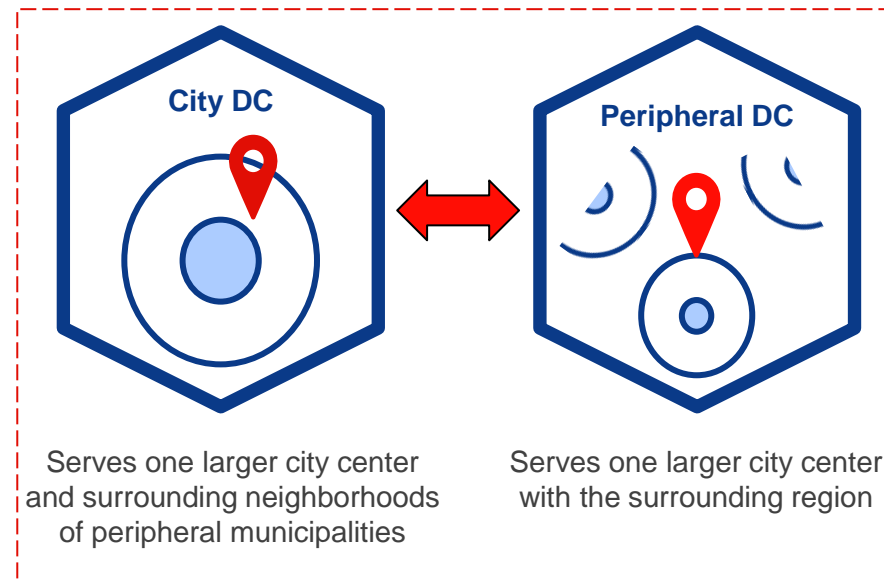 City DC
Serves one larger city center
and surrounding neighborhoods
of peripheral municipalities
Peripheral DC
Serves one larger city center
with the surrounding region